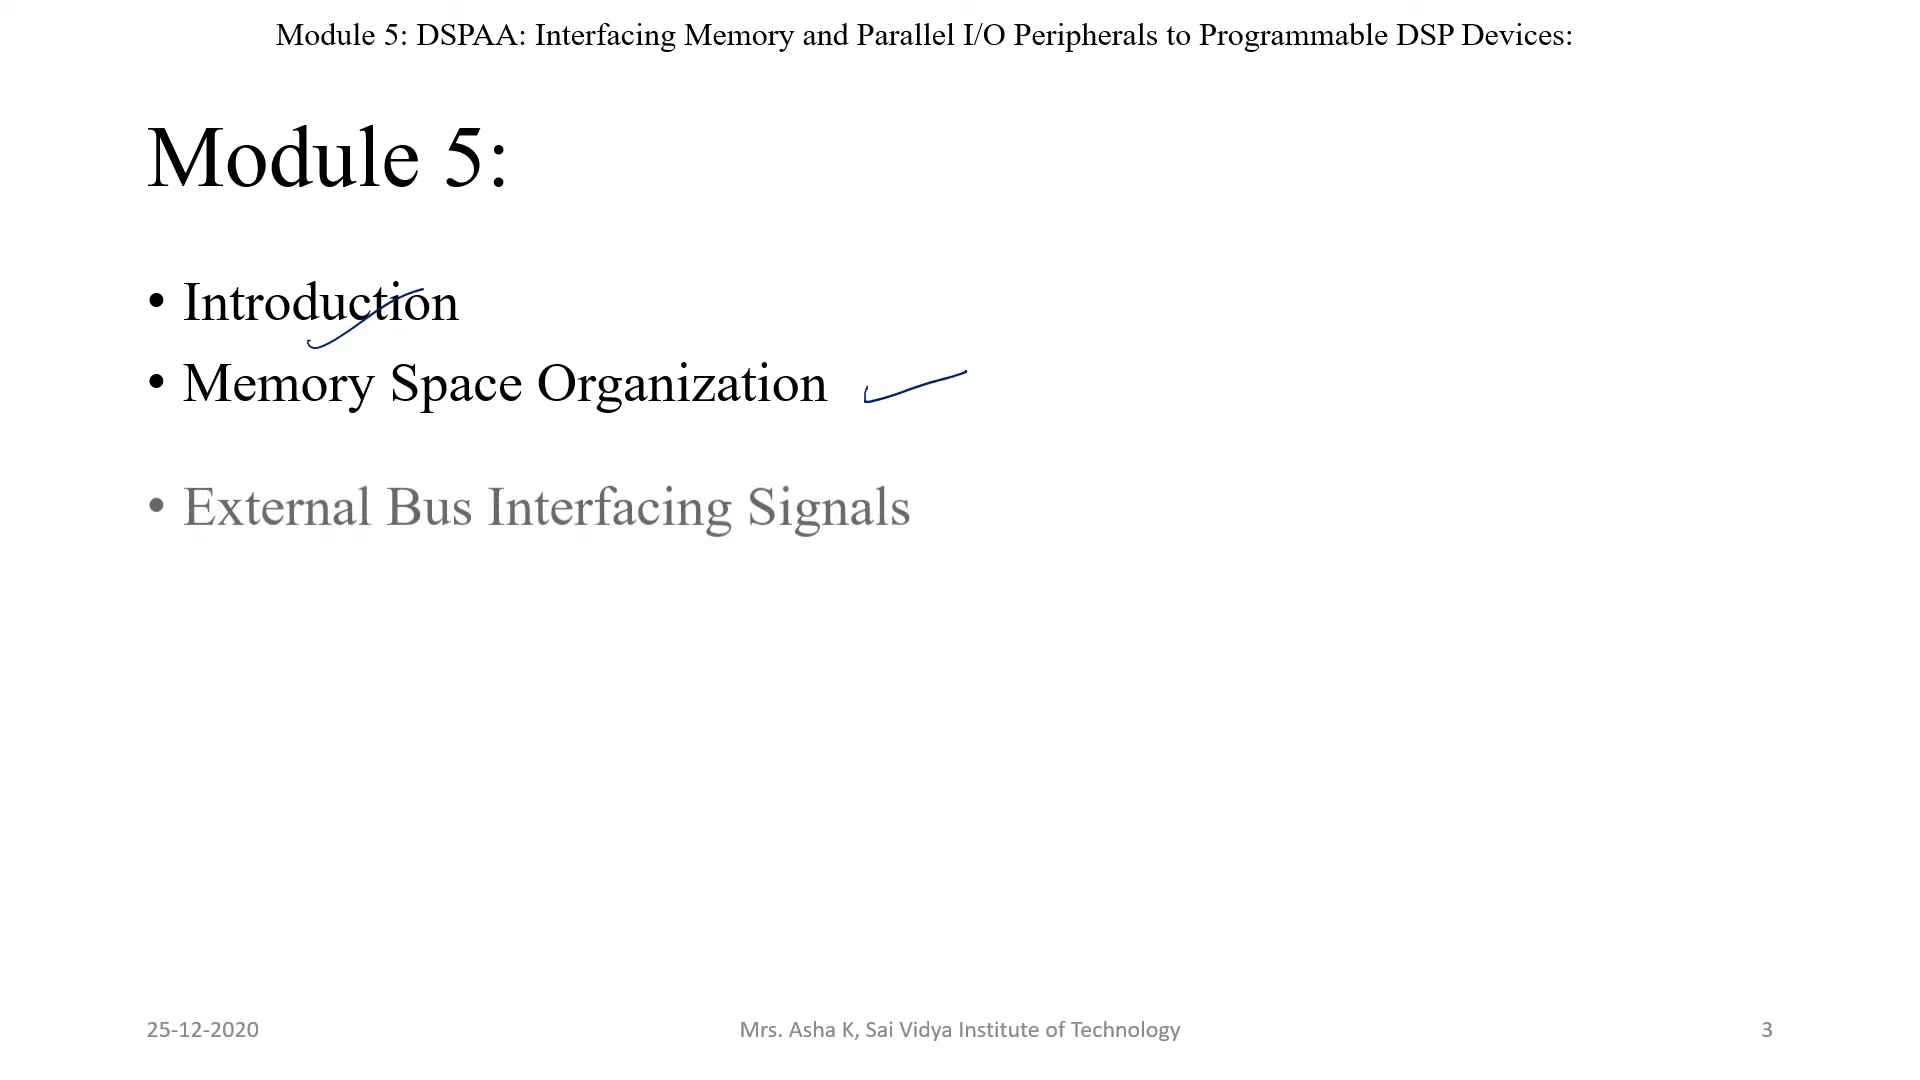 Module 5: DSPAA: Interfacing Memory and Parallel I/O Peripherals to Programmable DSP Devices:
Module 5:
• Introduction
• Memory Space Organization
• External Bus Interfacing Signals
25-12-2020
Mrs. Asha K, Sai Vidya Institute of Technology
3